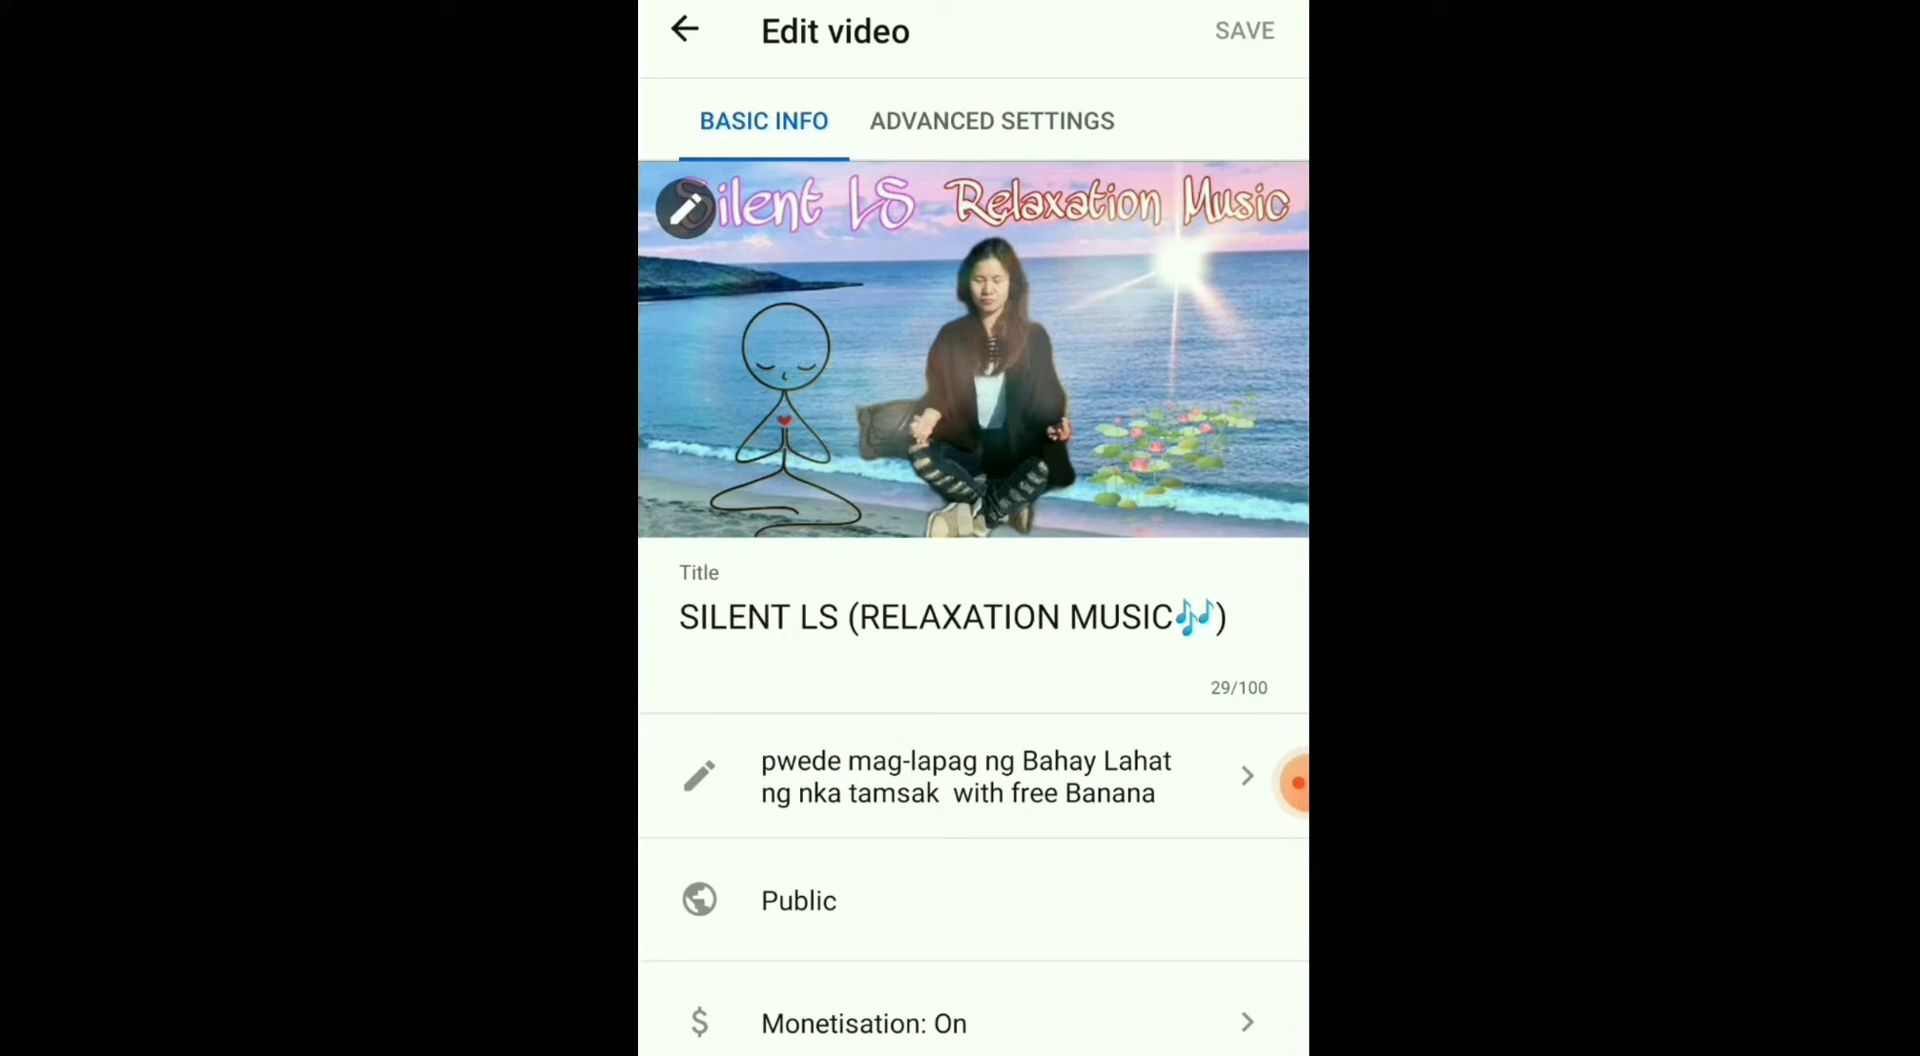 Edit video
SAVE
BASIC INFO
ADVANCED SETTINGS
Silent LS Relaxation Music
Title
SILENT LS (RELAXATION MUSIC🎶)
29/100
pwede mag-lapag ng Bahay Lahat
ng nka tamsak with free Banana
Public
Monetisation: On